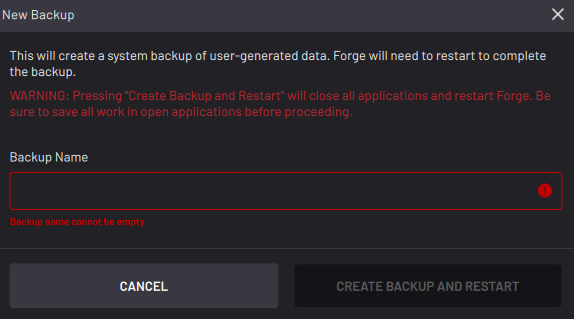 New Backup
This will create a system backup of user-generated data. Forge will need to restart to complete
the backup.
WARNING: Pressing "Create Backup and Restart" will close all applications and restart Forge. Be
sure to save all work in open applications before proceeding.
Backup Name
Backup name cannot be empty
CANCEL
CREATE BACKUP AND RESTART